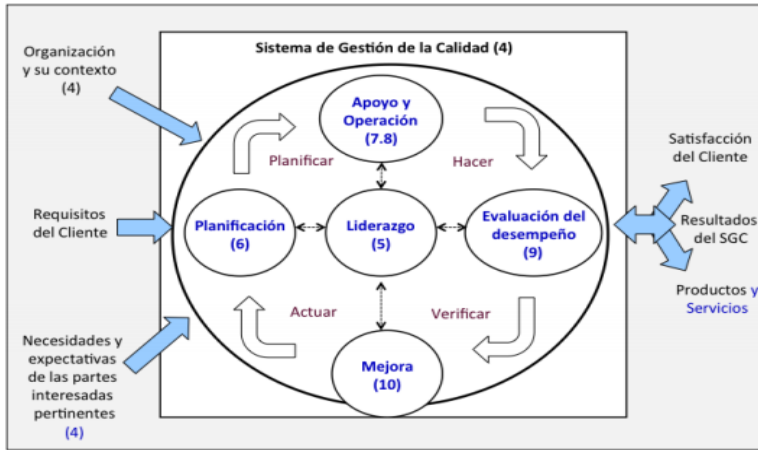 Sistema de Gestión de la Calidad (4)
Organización
y su contexto
(4)
Apoyo y
Operación
(7.8)
Planificar
Hacer
Satisfacción
del Cliente
Requisitos
del Cliente
Planificación
(6)
Liderazgo
(5)
Evaluación del
desempeño
(9)
Resultados
del SGC
Productos y
Servicios
Actuar
Verificar
Necesidades y
expectativas
de las partes
interesadas
pertinentes
(4)
Mejora
(10)